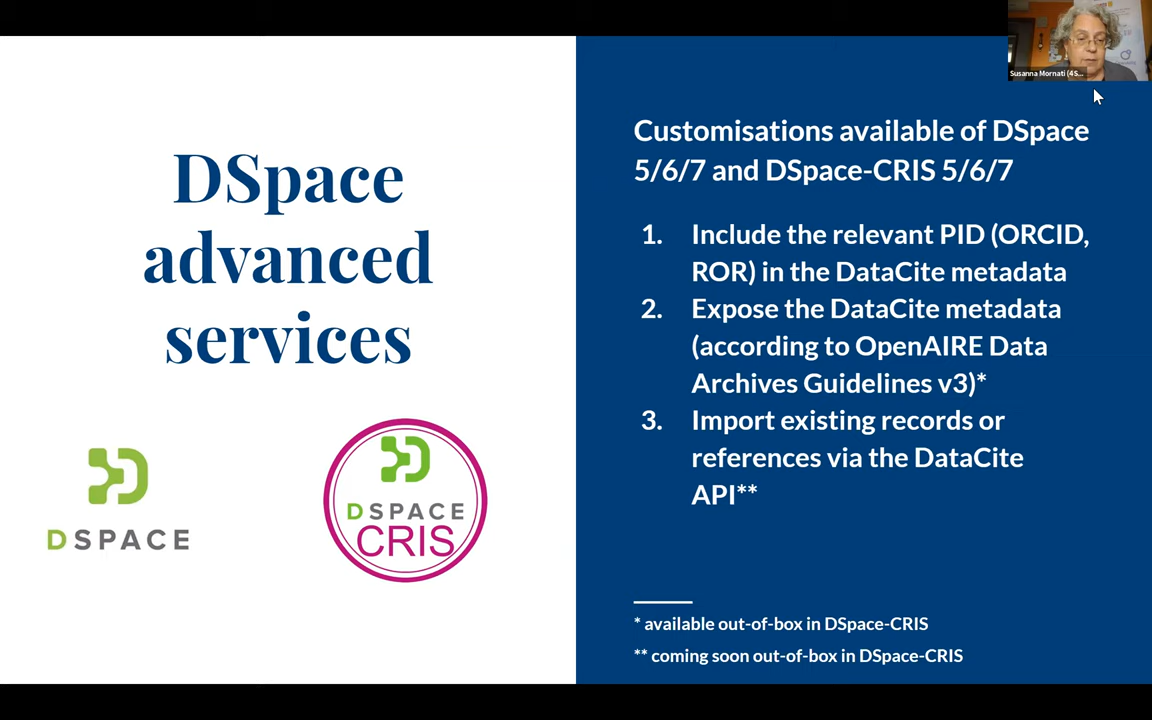 Susanna Mornati (4S...
DSpace
advanced
services
DSPACE
DSPACE
CRIS
Customisations available of DSpace
5/6/7 and DSpace-CRIS 5/6/7
1. Include the relevant PID (ORCID,
ROR) in the DataCite metadata
2. Expose the DataCite metadata
(according to OpenAIRE Data
Archives Guidelines v3)*
3. Import existing records or
references via the DataCite
API**
* available out-of-box in DSpace-CRIS
** coming soon out-of-box in DSpace-CRIS